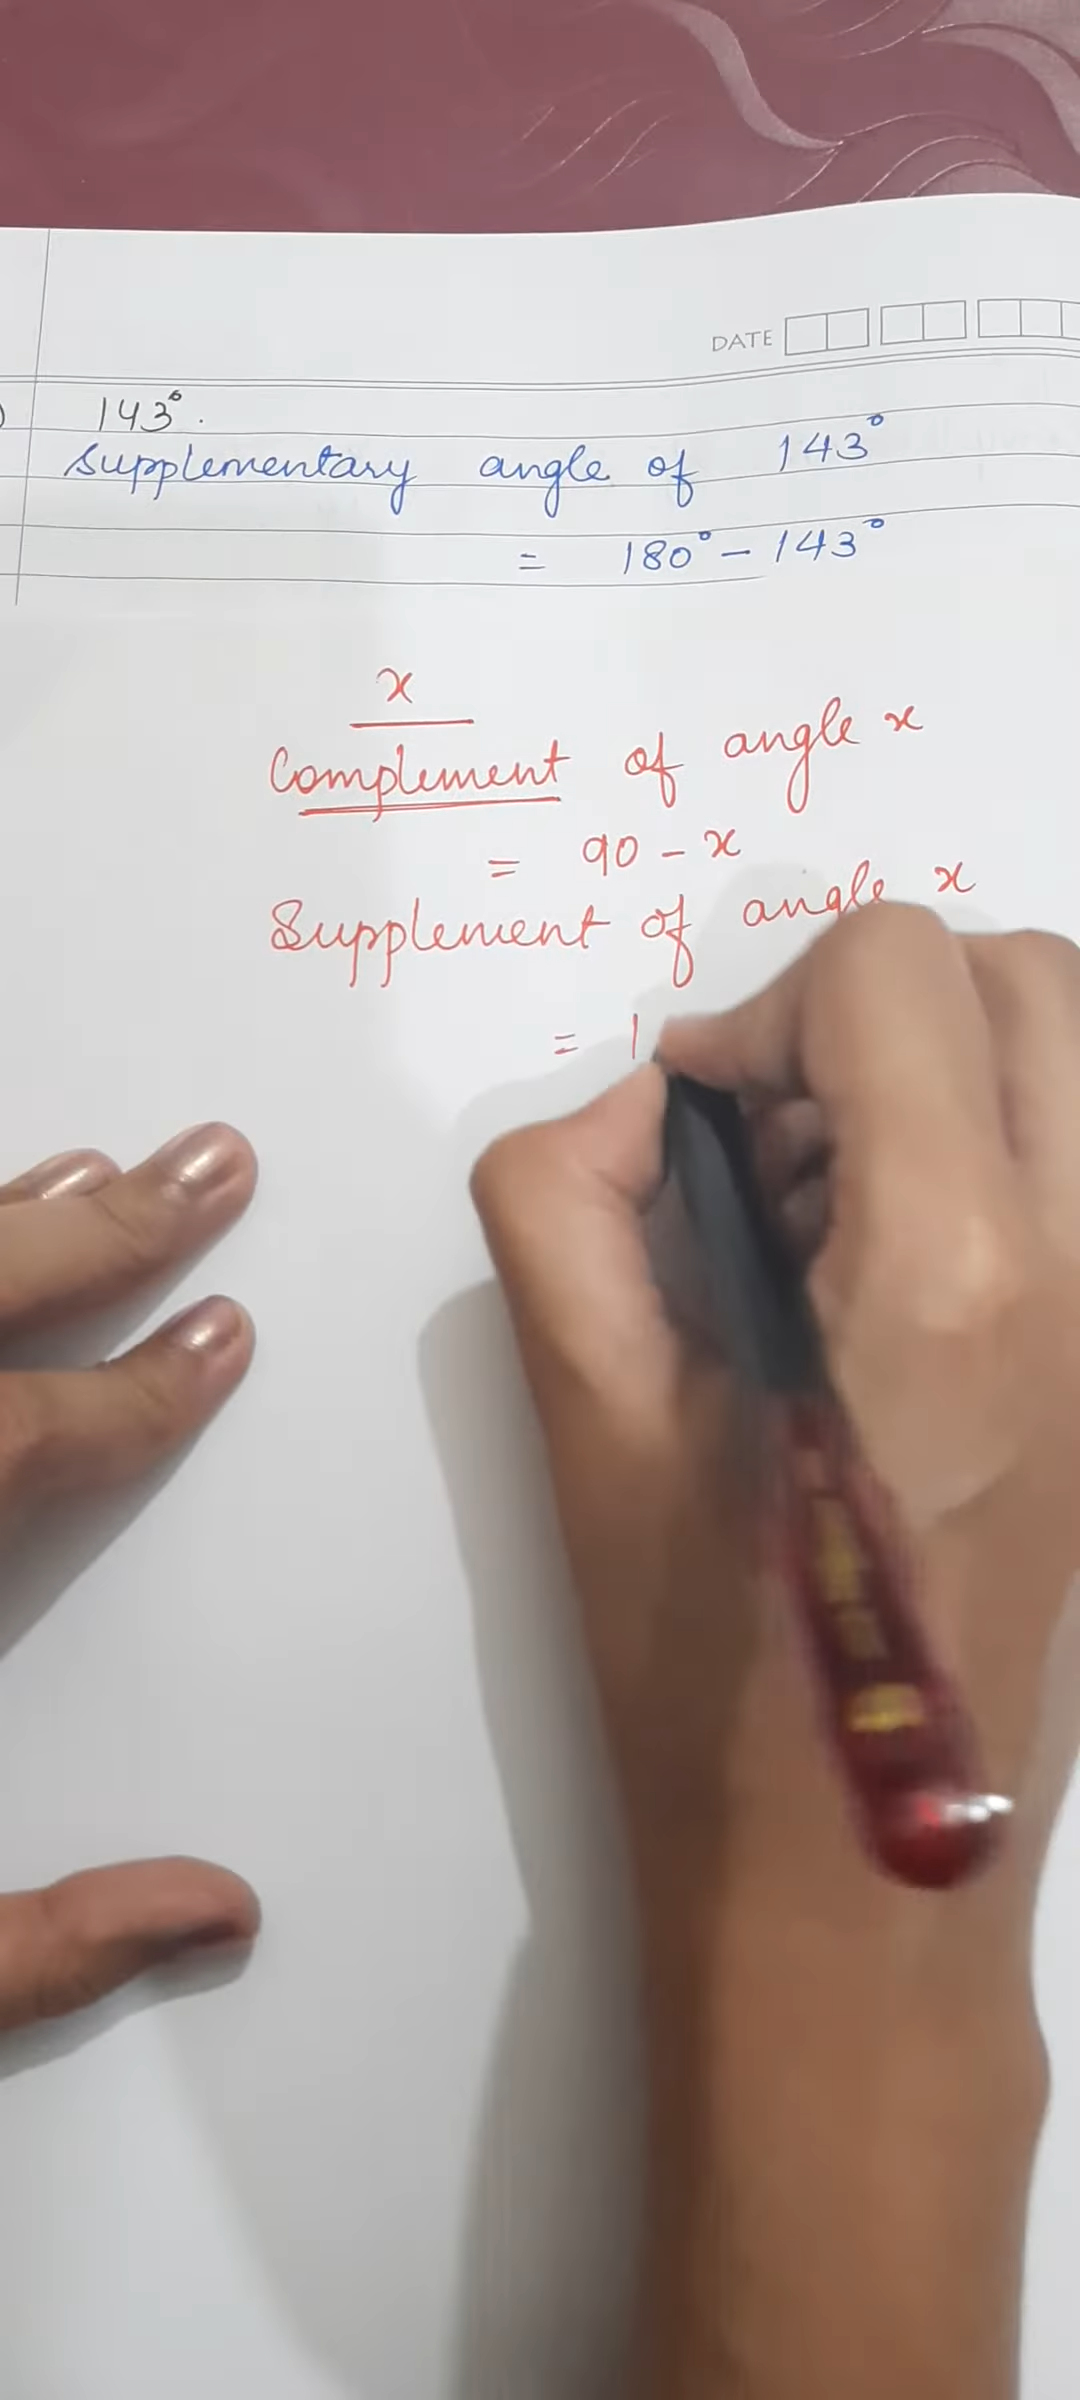 DATE
143°.
Supplementary angle of 143°
= 180° - 143°
x
Complement of angle x
= 90 - x
Supplement of angle x
= 1